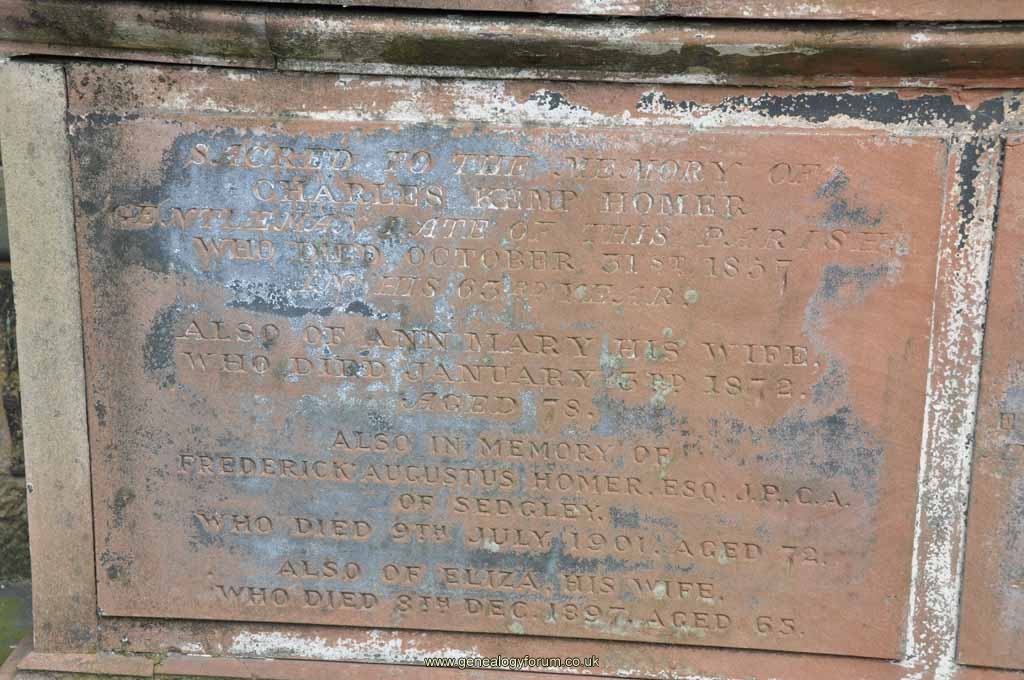 SACRED TO THE MEMORY OF
CHARLES KEMP HOMER
GENTLEMAN LATE OF THIS PARISH
WHO DIED OCTOBER 31ST 1857
IN HIS 63RD YEAR.
ALSO OF ANN MARY HIS WIFE,
WHO DIED JANUARY 3RD 1872.
AGED 78.
ALSO IN MEMORY OF
FREDERICK AUGUSTUS HOMER. ESQ. J.P., C.A.
OF SEDGLEY.
WHO DIED 9TH JULY 1901. AGED 72.
ALSO OF ELIZA HIS WIFE.
WHO DIED 8TH DEC. 1897. AGED 65.
www.genealogyforum.co.uk